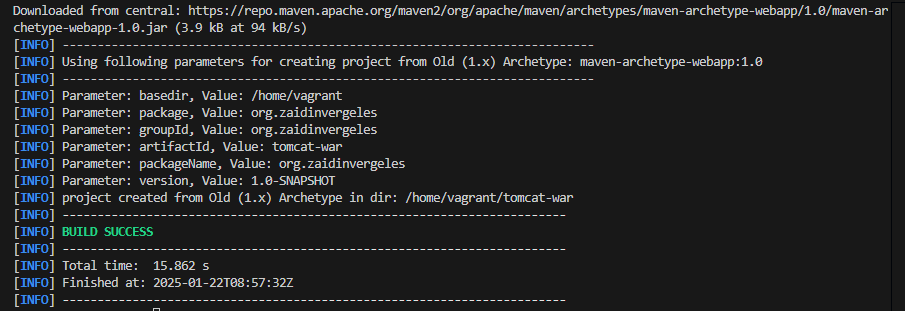 Downloaded from central: https://repo.maven.apache.org/maven2/org/apache/maven/archetypes/maven-archetype-webapp/1.0/maven-ar
chetype-webapp-1.0.jar (3.9 kB at 94 kB/s)
[INFO] ----------------------------------------------------------------------------
[INFO] Using following parameters for creating project from Old (1.x) Archetype: maven-archetype-webapp:1.0
[INFO] ----------------------------------------------------------------------------
[INFO] Parameter: basedir, Value: /home/vagrant
[INFO] Parameter: package, Value: org.zaidinvergeles
[INFO] Parameter: groupId, Value: org.zaidinvergeles
[INFO] Parameter: artifactId, Value: tomcat-war
[INFO] Parameter: packageName, Value: org.zaidinvergeles
[INFO] Parameter: version, Value: 1.0-SNAPSHOT
[INFO] project created from Old (1.x) Archetype in dir: /home/vagrant/tomcat-war
[INFO] ------------------------------------------------------------------------
[INFO] BUILD SUCCESS
[INFO] ------------------------------------------------------------------------
[INFO] Total time:  15.862 s
[INFO] Finished at: 2025-01-22T08:57:32Z
[INFO] ------------------------------------------------------------------------